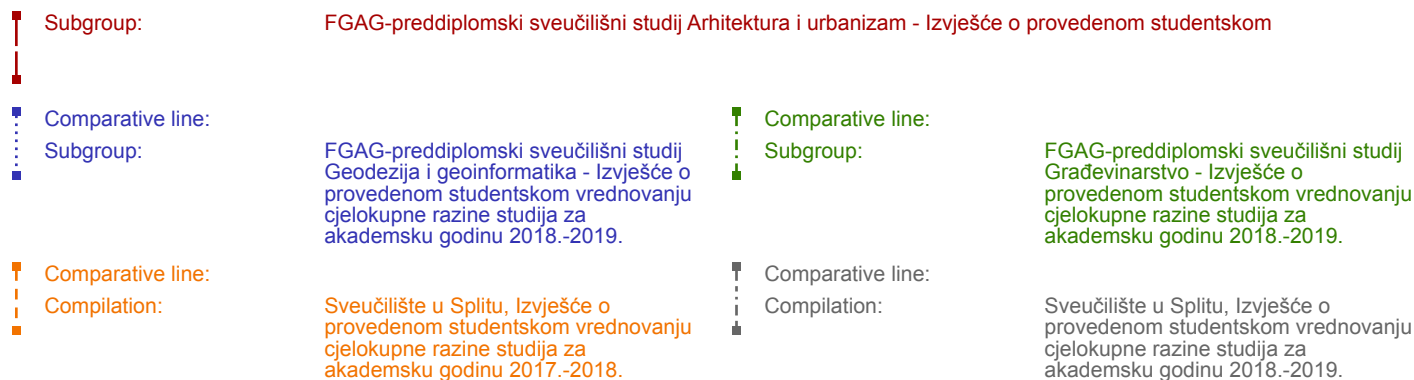 Subgroup: FGAG-preddiplomski sveučilišni studij Arhitektura i urbanizam - Izvješće o provedenom studentskom
Comparative line:
Subgroup: FGAG-preddiplomski sveučilišni studij
Geodezija i geoinformatika - Izvješće o
provedenom studentskom vrednovanju
cjelokupne razine studija za
akademsku godinu 2018.-2019.
Comparative line:
Subgroup: FGAG-preddiplomski sveučilišni studij
Građevinarstvo - Izvješće o
provedenom studentskom vrednovanju
cjelokupne razine studija za
akademsku godinu 2018.-2019.
Comparative line:
Compilation: Sveučilište u Splitu, Izvješće o
provedenom studentskom vrednovanju
cjelokupne razine studija za
akademsku godinu 2017.-2018.
Comparative line:
Compilation: Sveučilište u Splitu, Izvješće o
provedenom studentskom vrednovanju
cjelokupne razine studija za
akademsku godinu 2018.-2019.